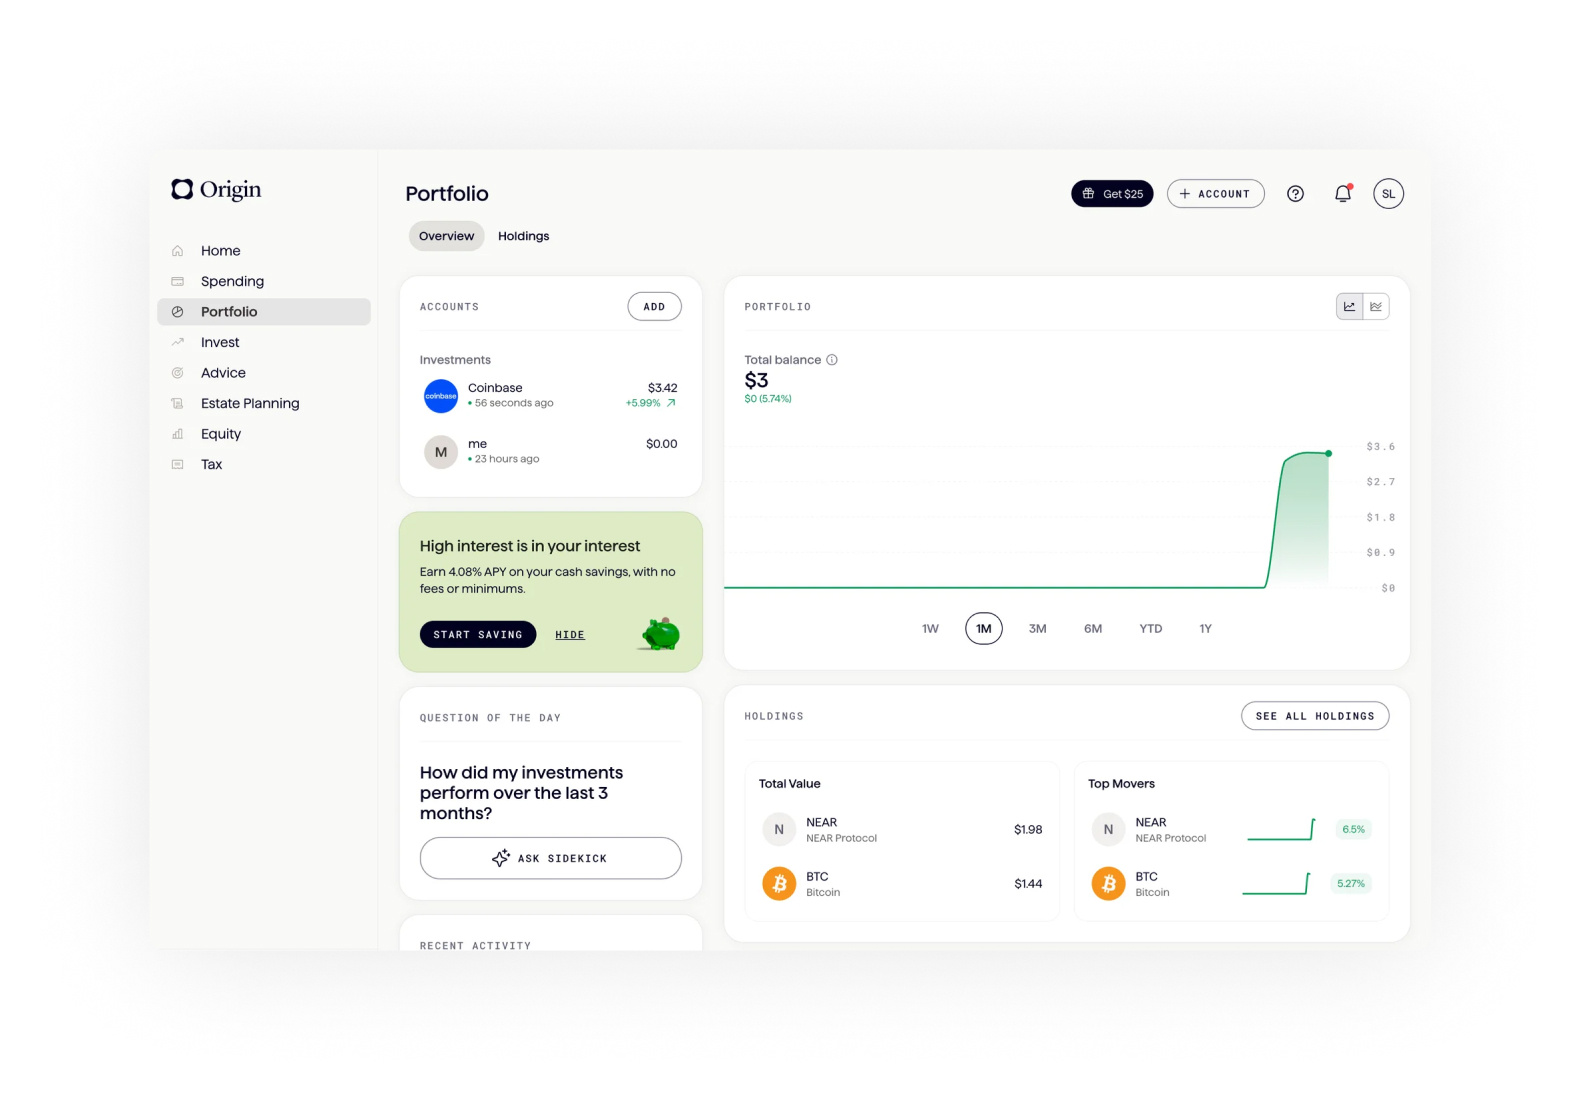 Origin
Home
Spending
Portfolio
Invest
Advice
Estate Planning
Equity
Tax
Portfolio
Get $25
+ ACCOUNT
SL
Overview
Holdings
ACCOUNTS
ADD
Investments
coinbase
Coinbase
$3.42
56 seconds ago
+5.99%
M
me
$0.00
23 hours ago
High interest is in your interest
Earn 4.08% APY on your cash savings, with no
fees or minimums.
START SAVING
HIDE
QUESTION OF THE DAY
How did my investments
perform over the last 3
months?
ASK SIDEKICK
RECENT ACTIVITY
PORTFOLIO
Total balance
$3
$0 (5.74%)
$3.6
$2.7
$1.8
$0.9
$0
1W
1M
3M
6M
YTD
1Y
HOLDINGS
SEE ALL HOLDINGS
Total Value
N
NEAR
NEAR Protocol
$1.98
BTC
Bitcoin
$1.44
Top Movers
N
NEAR
NEAR Protocol
6.5%
BTC
Bitcoin
5.27%